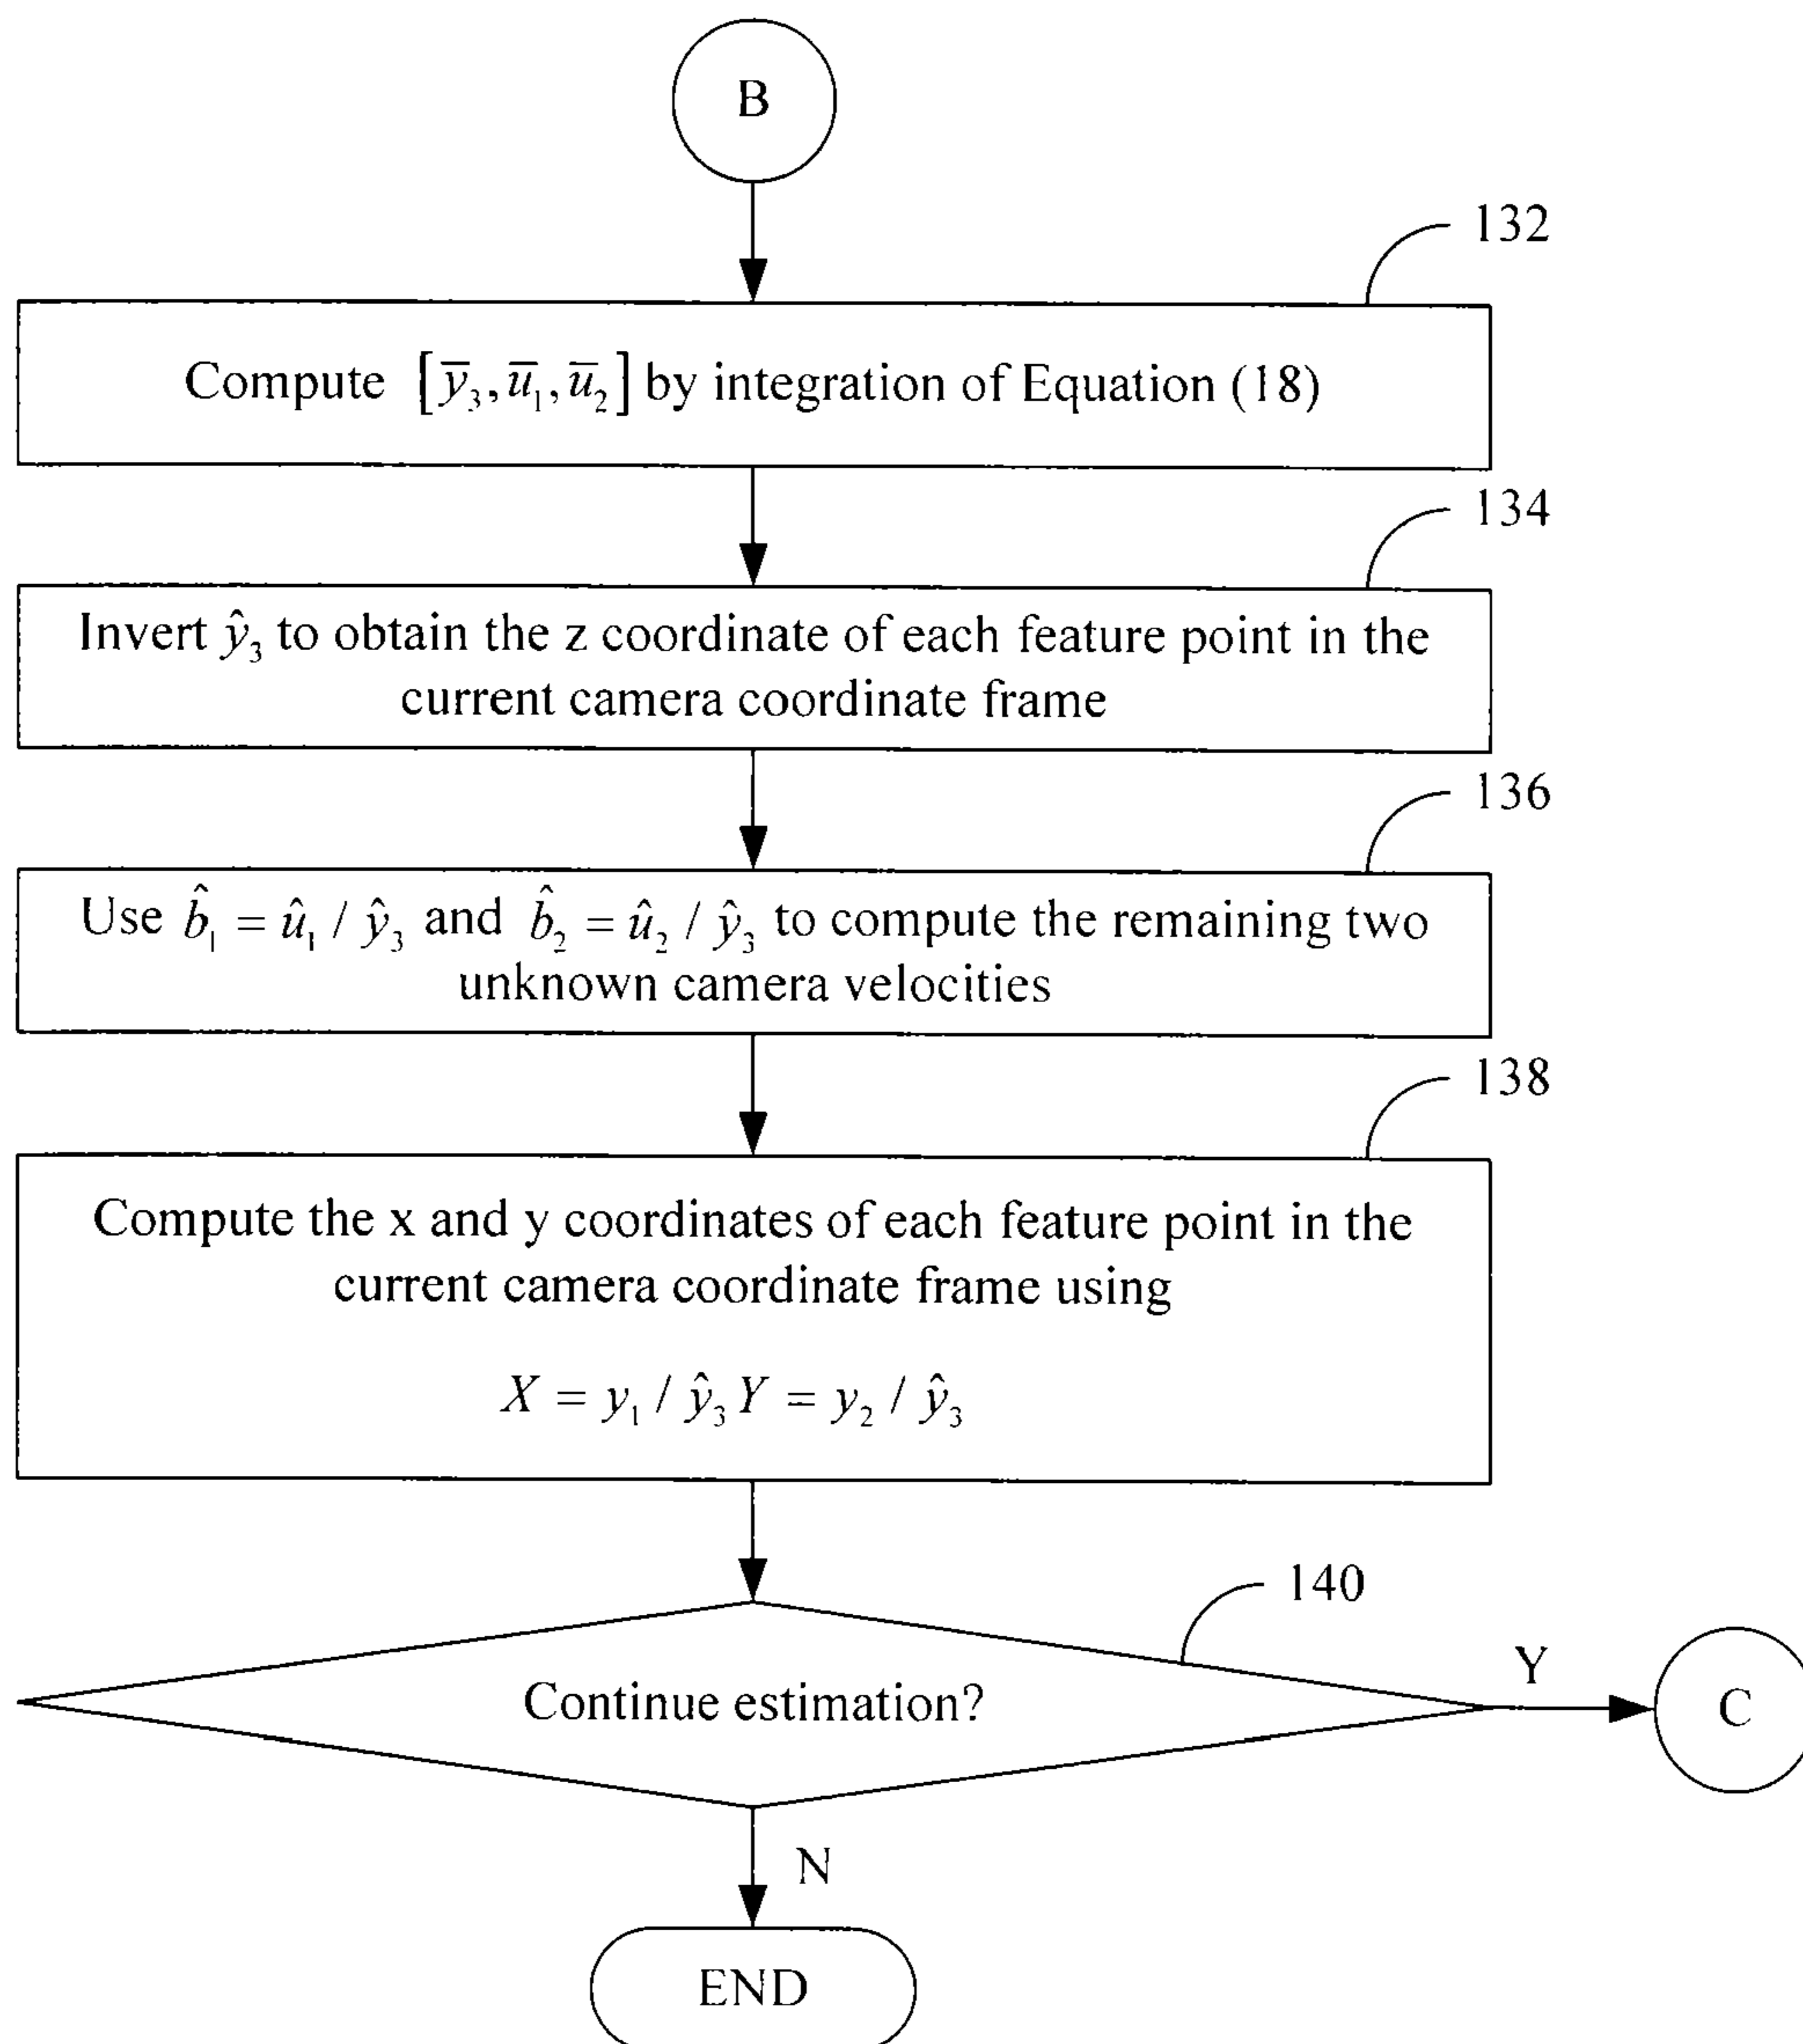 B
132
Compute [y̅₃, u̅₁, u̅₂] by integration of Equation (18)
134
Invert ŷ₃ to obtain the z coordinate of each feature point in the
current camera coordinate frame
136
Use b̂₁ = û₁ / ŷ₃ and b̂₂ = û₂ / ŷ₃ to compute the remaining two
unknown camera velocities
138
Compute the x and y coordinates of each feature point in the
current camera coordinate frame using
X = y₁ / ŷ₃ Y = y₂ / ŷ₃
140
Continue estimation?
Y
C
N
END